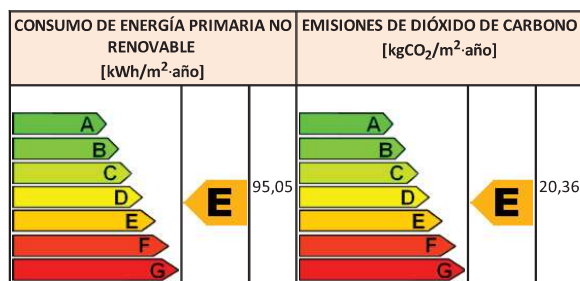 CONSUMO DE ENERGÍA PRIMARIA NO
RENOVABLE
[kWh/m²·año]
EMISIONES DE DIÓXIDO DE CARBONO
[kgCO₂/m²·año]
A
B
C
D
E
F
G
E
95,05
A
B
C
D
E
F
G
E
20,36